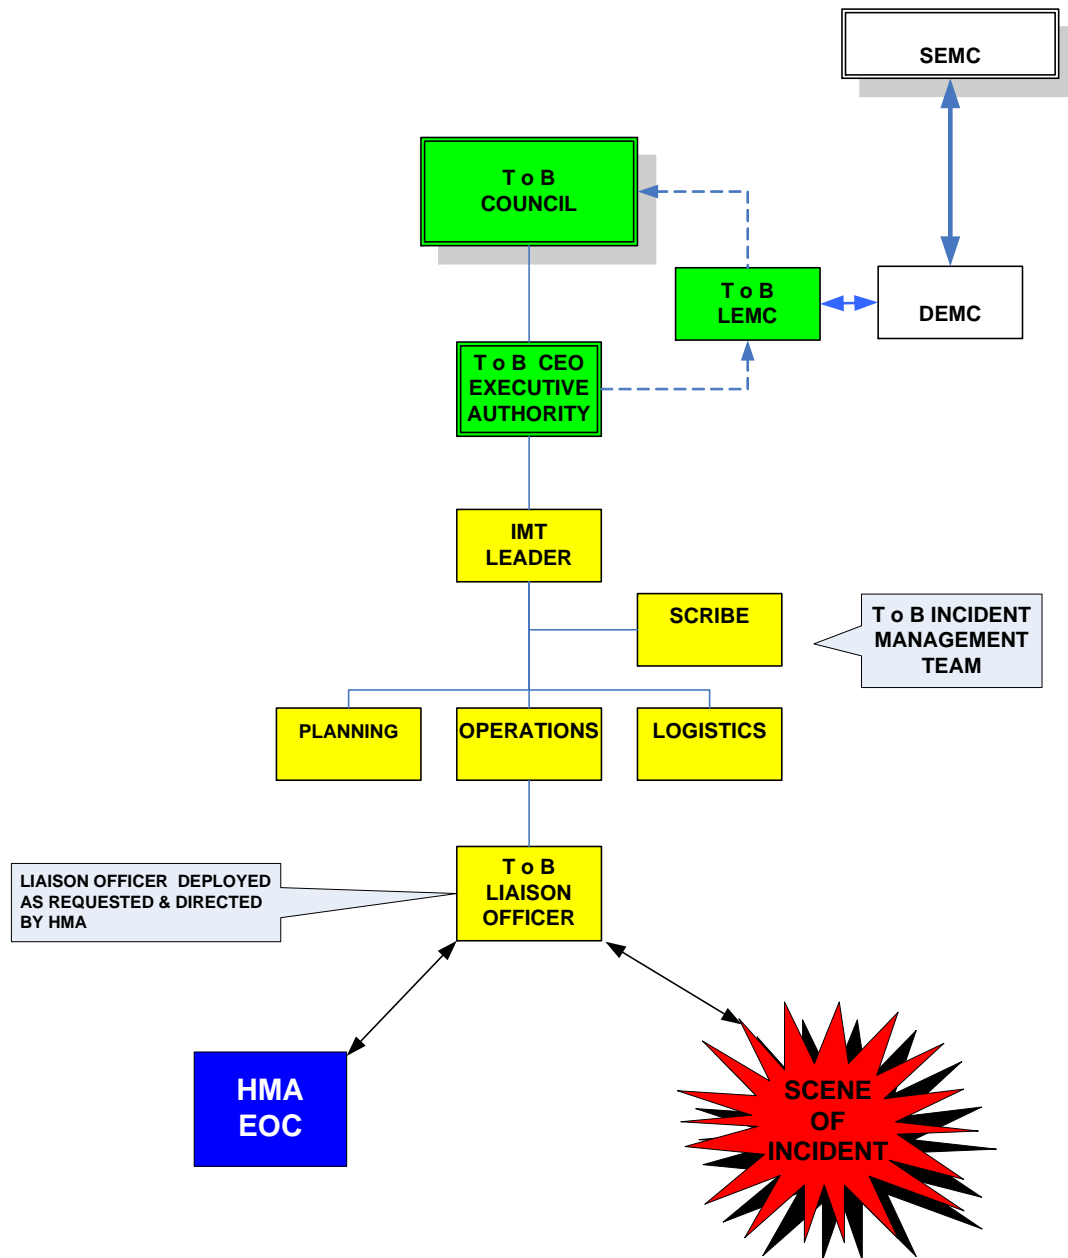 SEMC
T o B
COUNCIL
T o B
LEMC
DEMC
T o B  CEO
EXECUTIVE
AUTHORITY
IMT
LEADER
SCRIBE
T o B INCIDENT
MANAGEMENT
TEAM
PLANNING
OPERATIONS
LOGISTICS
T o B
LIAISON
OFFICER
LIAISON OFFICER  DEPLOYED
AS REQUESTED & DIRECTED
BY HMA
HMA
EOC
SCENE
OF
INCIDENT